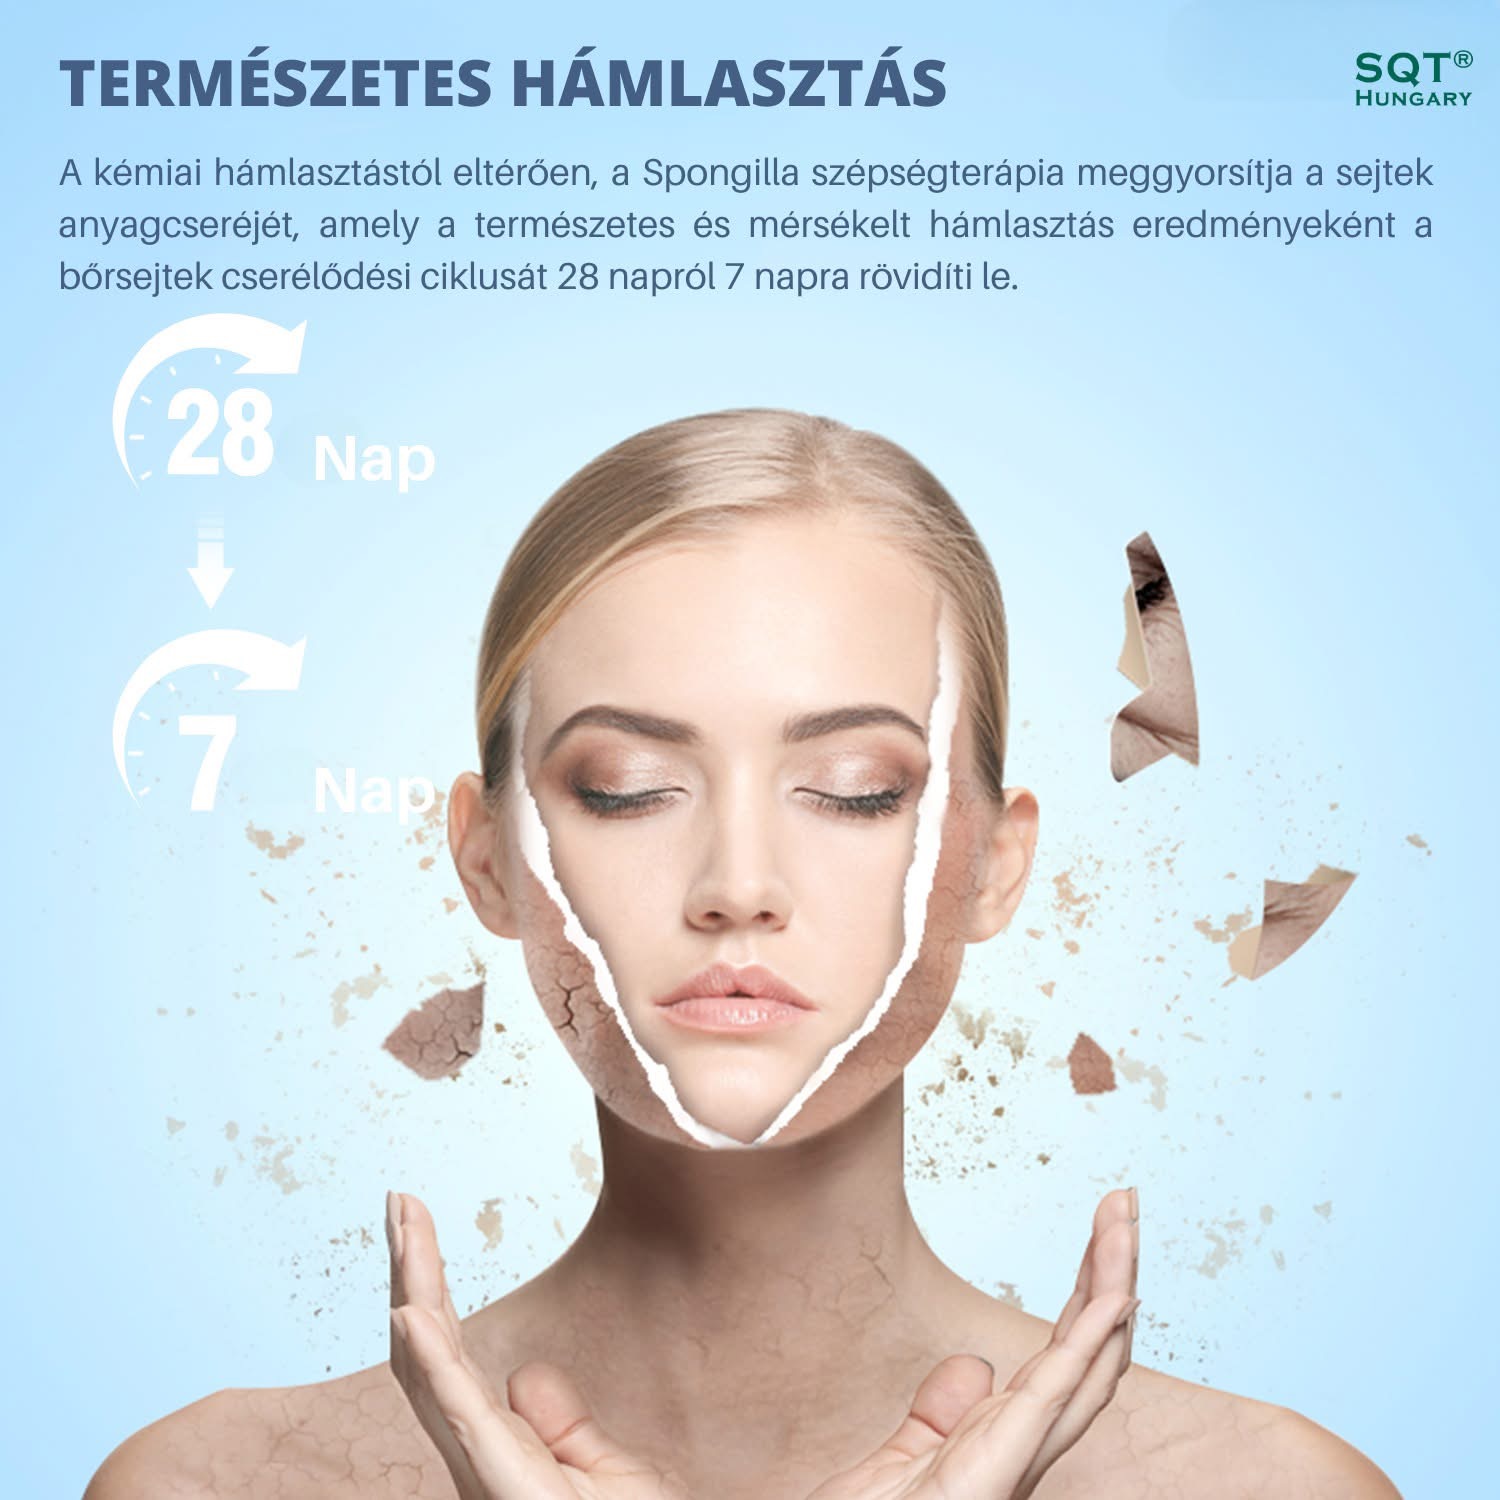 TERMÉSZETES HÁMLASZTÁS
SQT®
HUNGARY
A kémiai hámlasztástól eltérően, a Spongilla szépségterápia meggyorsítja a sejtek
anyagcseréjét, amely a természetes és mérsékelt hámlasztás eredményeként a
bőrsejtek cserélődési ciklusát 28 napról 7 napra rövidíti le.
28 Nap
7 Nap